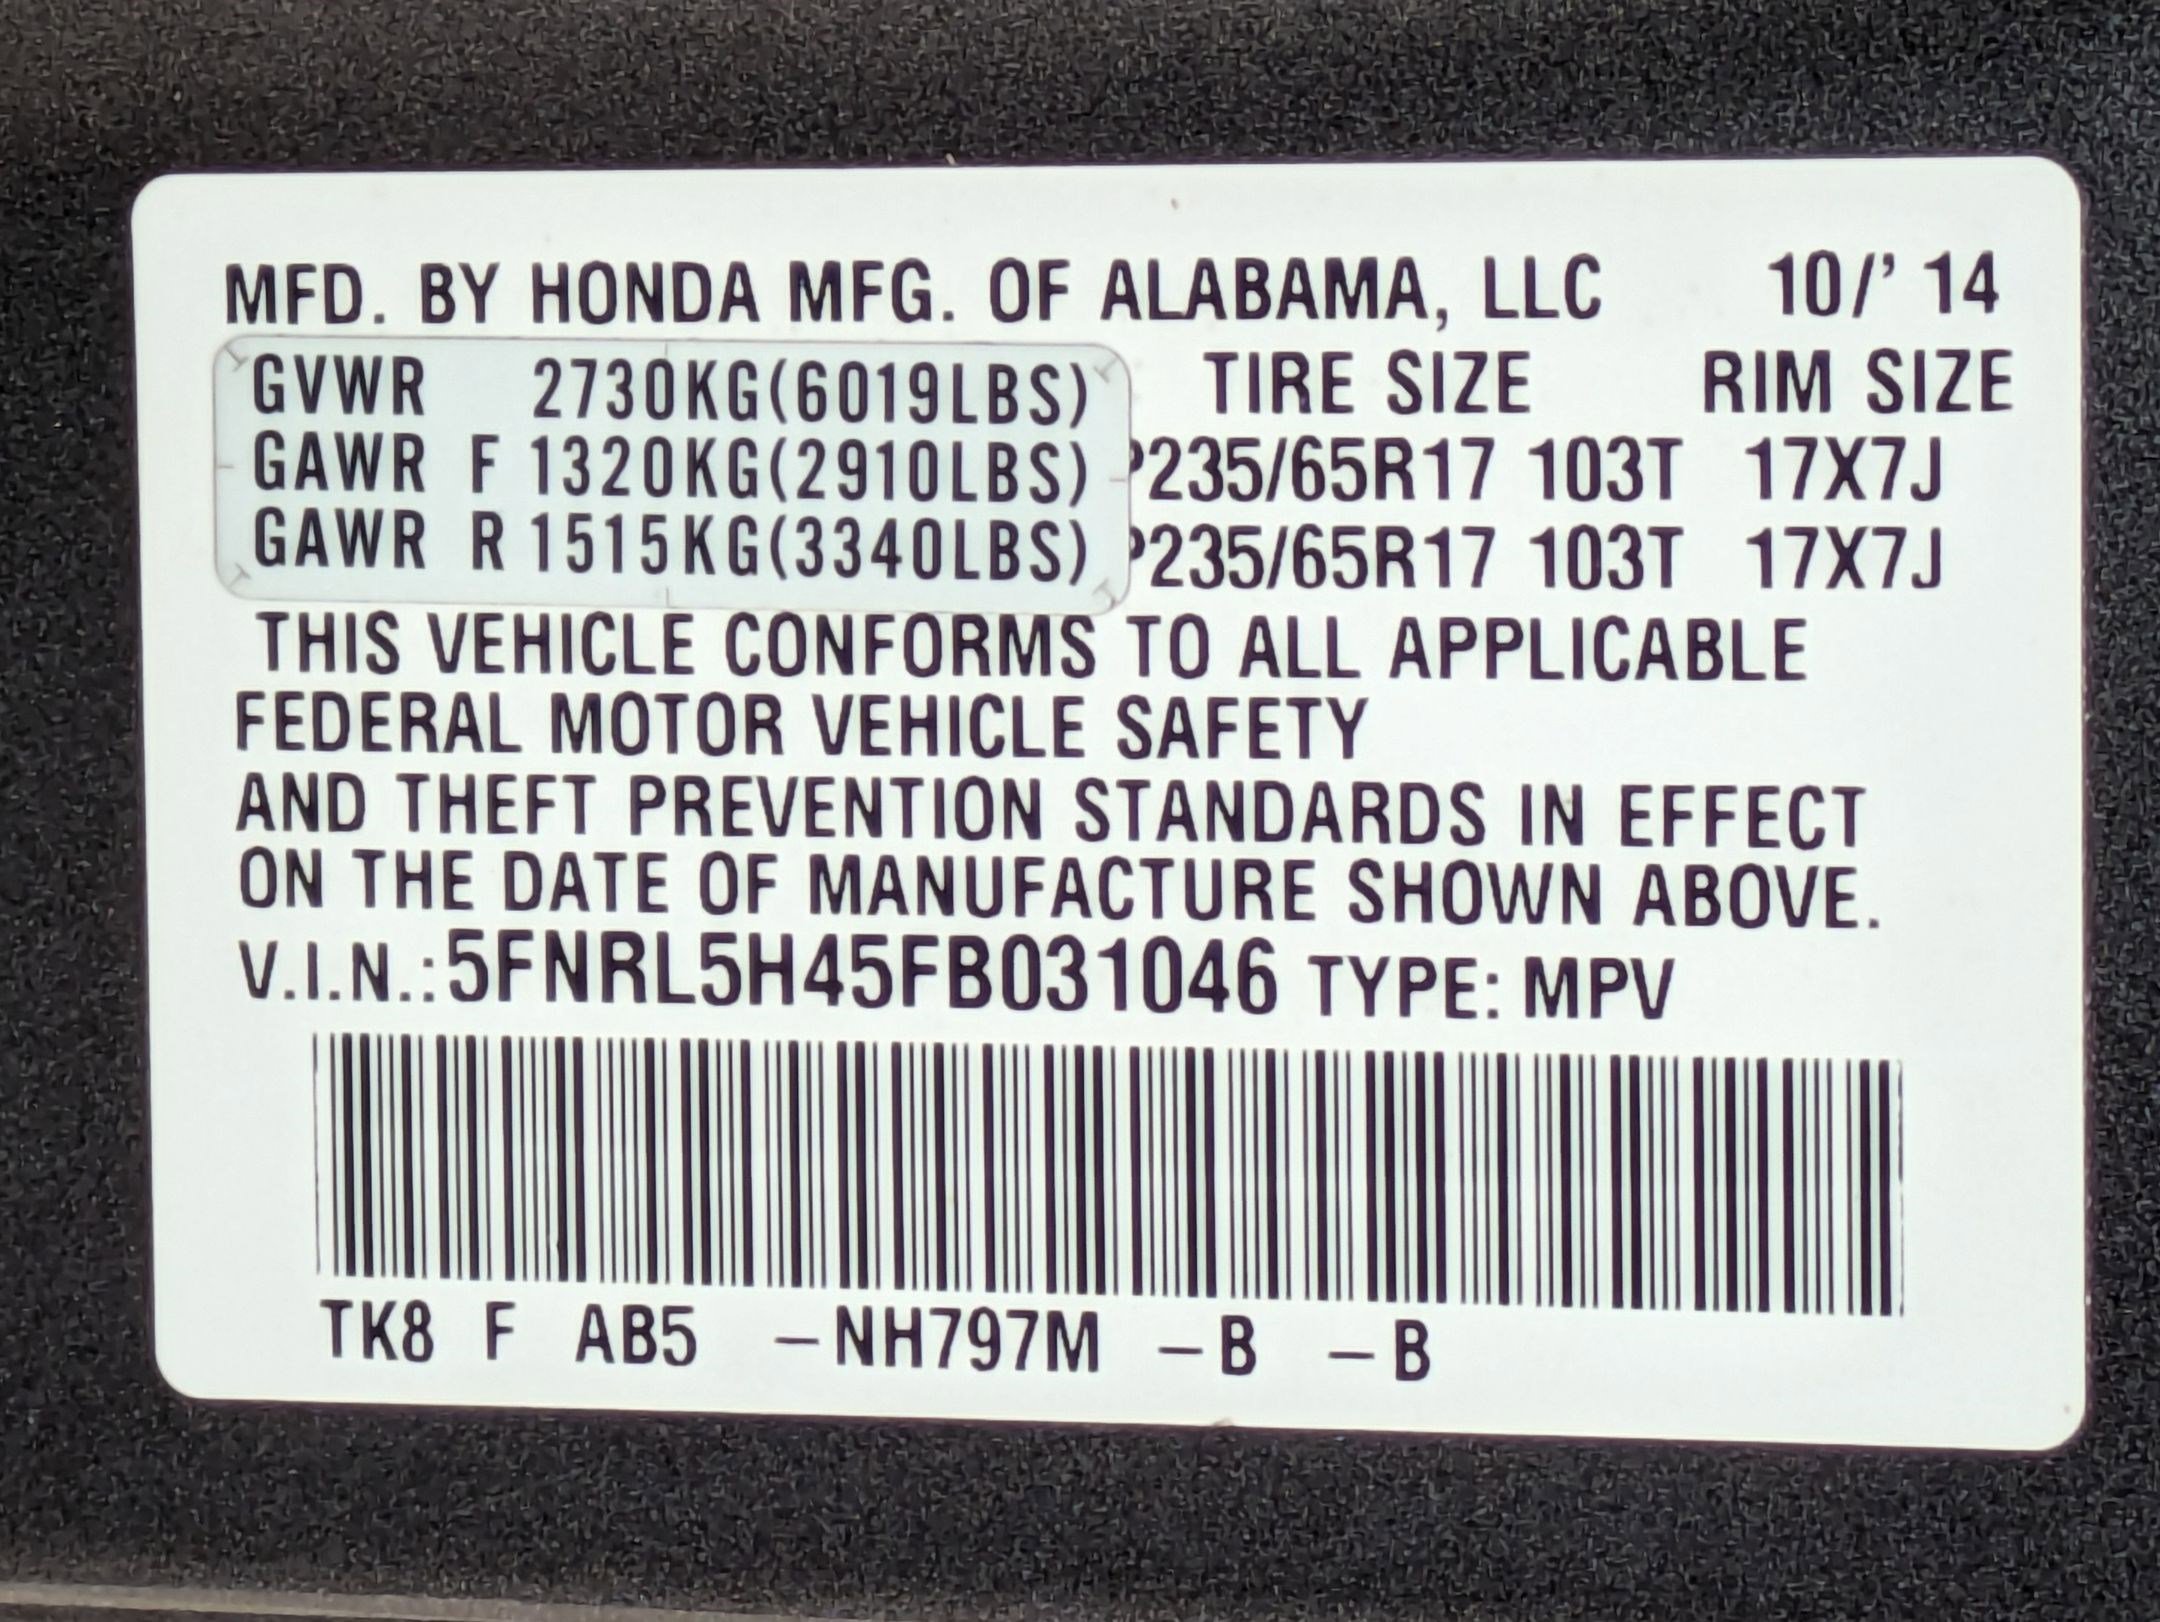 MFD. BY HONDA MFG. OF ALABAMA, LLC 10/' 14
GVWR 2730KG(6019LBS) TIRE SIZE RIM SIZE
GAWR F 1320KG(2910LBS) P235/65R17 103T 17X7J
GAWR R 1515KG(3340LBS) P235/65R17 103T 17X7J
THIS VEHICLE CONFORMS TO ALL APPLICABLE
FEDERAL MOTOR VEHICLE SAFETY
AND THEFT PREVENTION STANDARDS IN EFFECT
ON THE DATE OF MANUFACTURE SHOWN ABOVE.
V.I.N.:5FNRL5H45FB031046 TYPE: MPV
TK8 F AB5 –NH797M –B –B